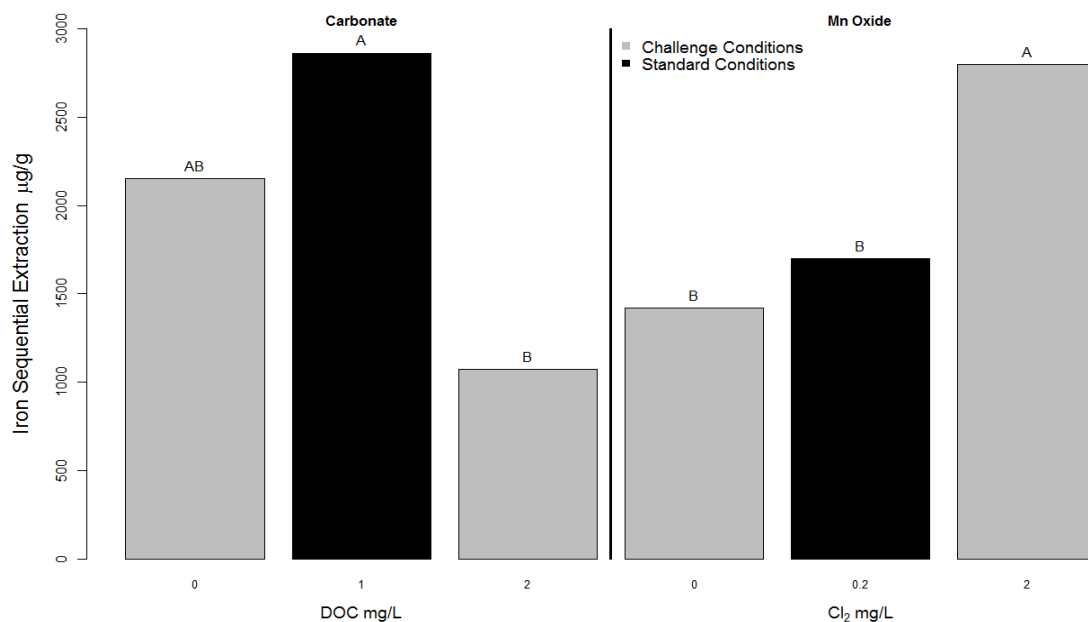 Carbonate
Mn Oxide
Challenge Conditions
Standard Conditions
Iron Sequential Extraction µg/g
3000
2500
2000
1500
1000
500
0
AB
A
B
B
B
A
0
1
2
0
0.2
2
DOC mg/L
Cl₂ mg/L